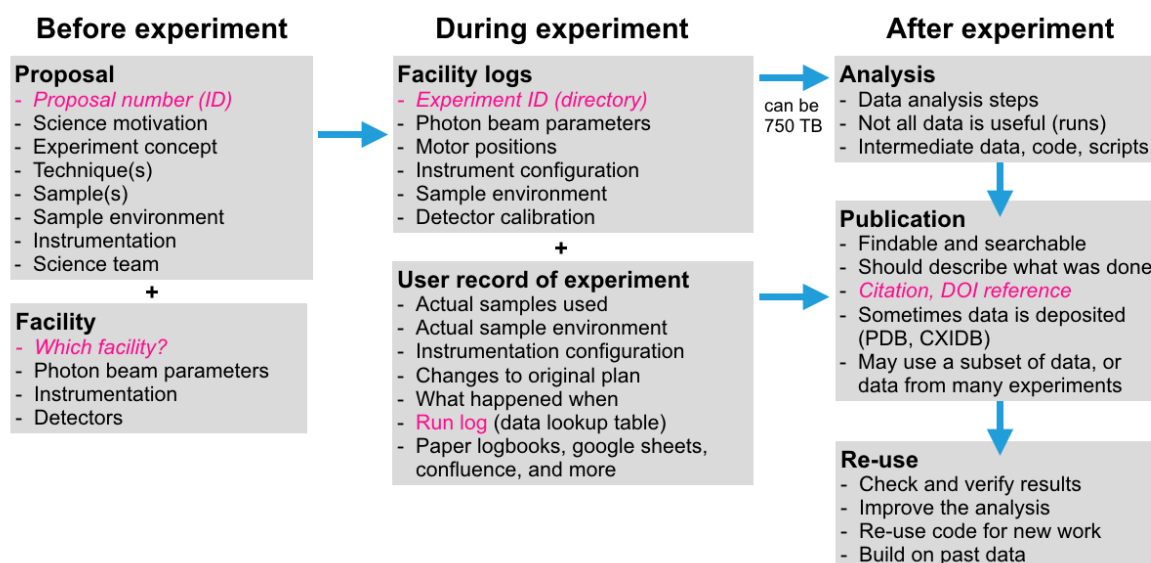 Before experiment
Proposal
- Proposal number (ID)
- Science motivation
- Experiment concept
- Technique(s)
- Sample(s)
- Sample environment
- Instrumentation
- Science team
+
Facility
- Which facility?
- Photon beam parameters
- Instrumentation
- Detectors
During experiment
Facility logs
- Experiment ID (directory)
- Photon beam parameters
- Motor positions
- Instrument configuration
- Sample environment
- Detector calibration
+
User record of experiment
- Actual samples used
- Actual sample environment
- Instrumentation configuration
- Changes to original plan
- What happened when
- Run log (data lookup table)
- Paper logbooks, google sheets,
confluence, and more
can be
750 TB
After experiment
Analysis
- Data analysis steps
- Not all data is useful (runs)
- Intermediate data, code, scripts
Publication
- Findable and searchable
- Should describe what was done
- Citation, DOI reference
- Sometimes data is deposited
(PDB, CXIDB)
- May use a subset of data, or
data from many experiments
Re-use
- Check and verify results
- Improve the analysis
- Re-use code for new work
- Build on past data